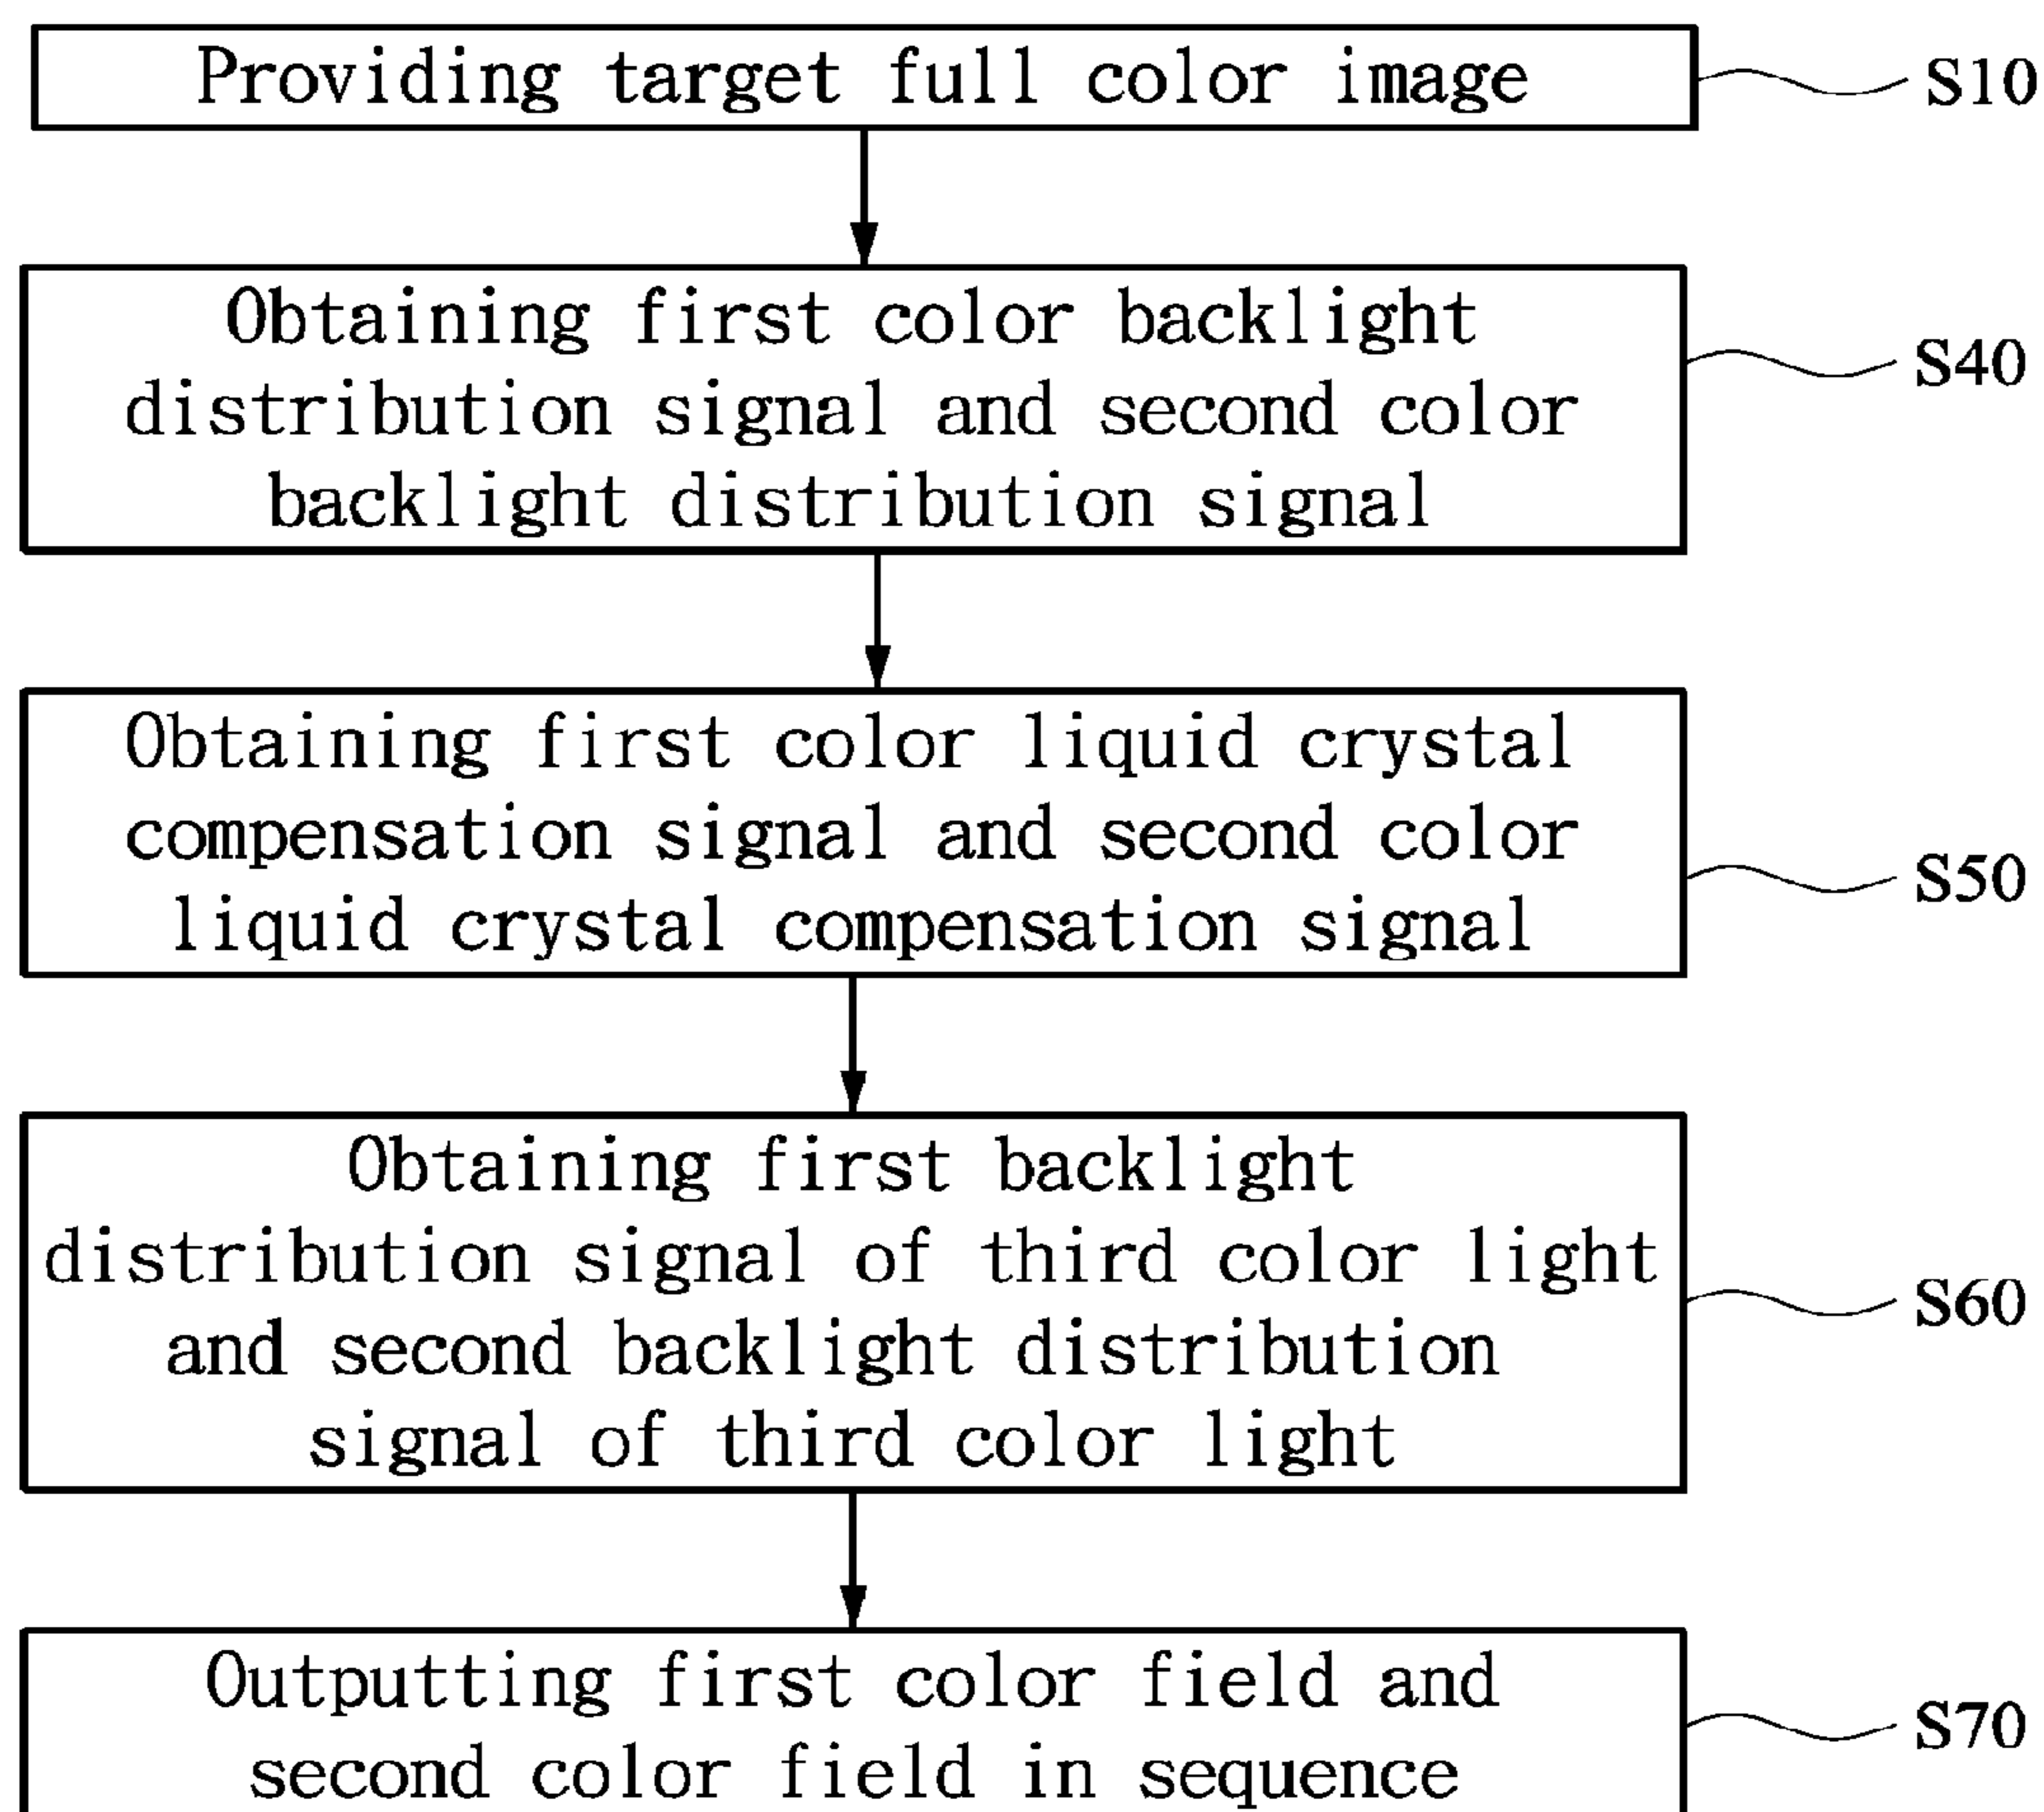 Providing target full color image
S10
Obtaining first color backlight
distribution signal and second color
backlight distribution signal
S40
Obtaining first color liquid crystal
compensation signal and second color
liquid crystal compensation signal
S50
Obtaining first backlight
distribution signal of third color light
and second backlight distribution
signal of third color light
S60
Outputting first color field and
second color field in sequence
S70